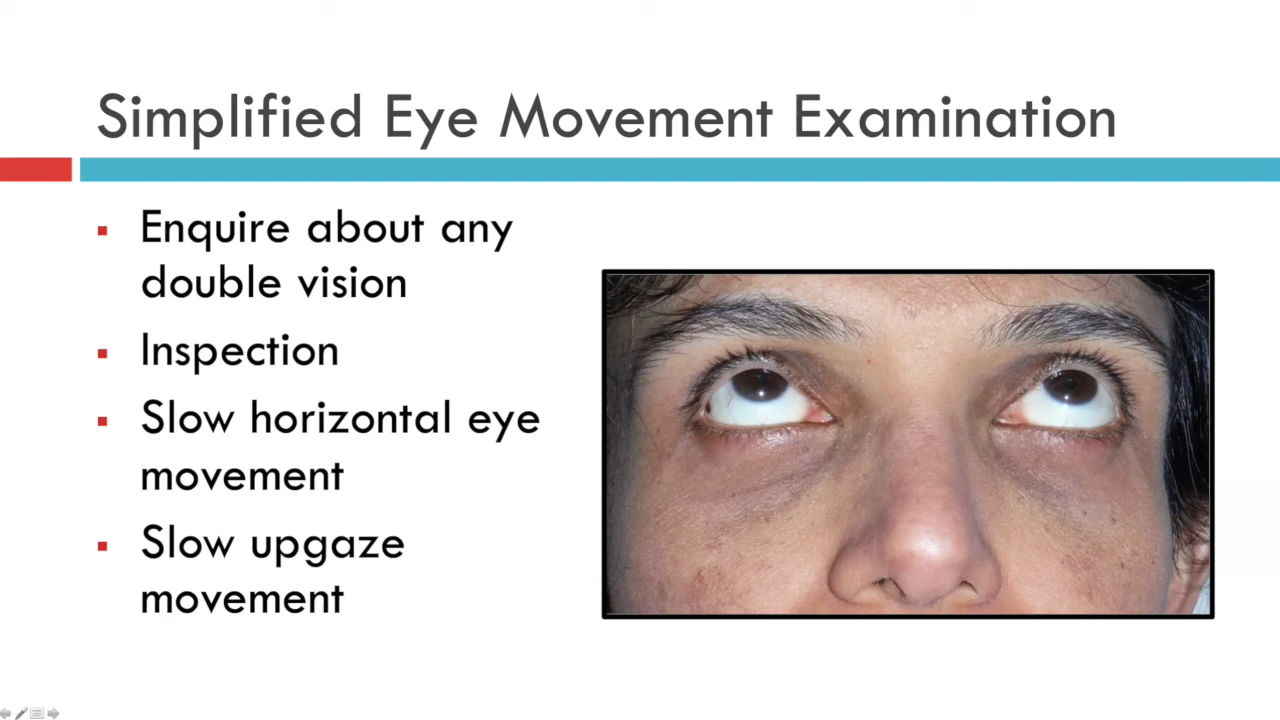 Simplified Eye Movement Examination
Enquire about any
double vision
Inspection
Slow horizontal eye
movement
Slow upgaze
movement